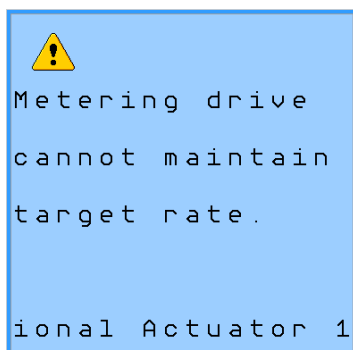 Metering drive
cannot maintain
target rate.
ional Actuator 1